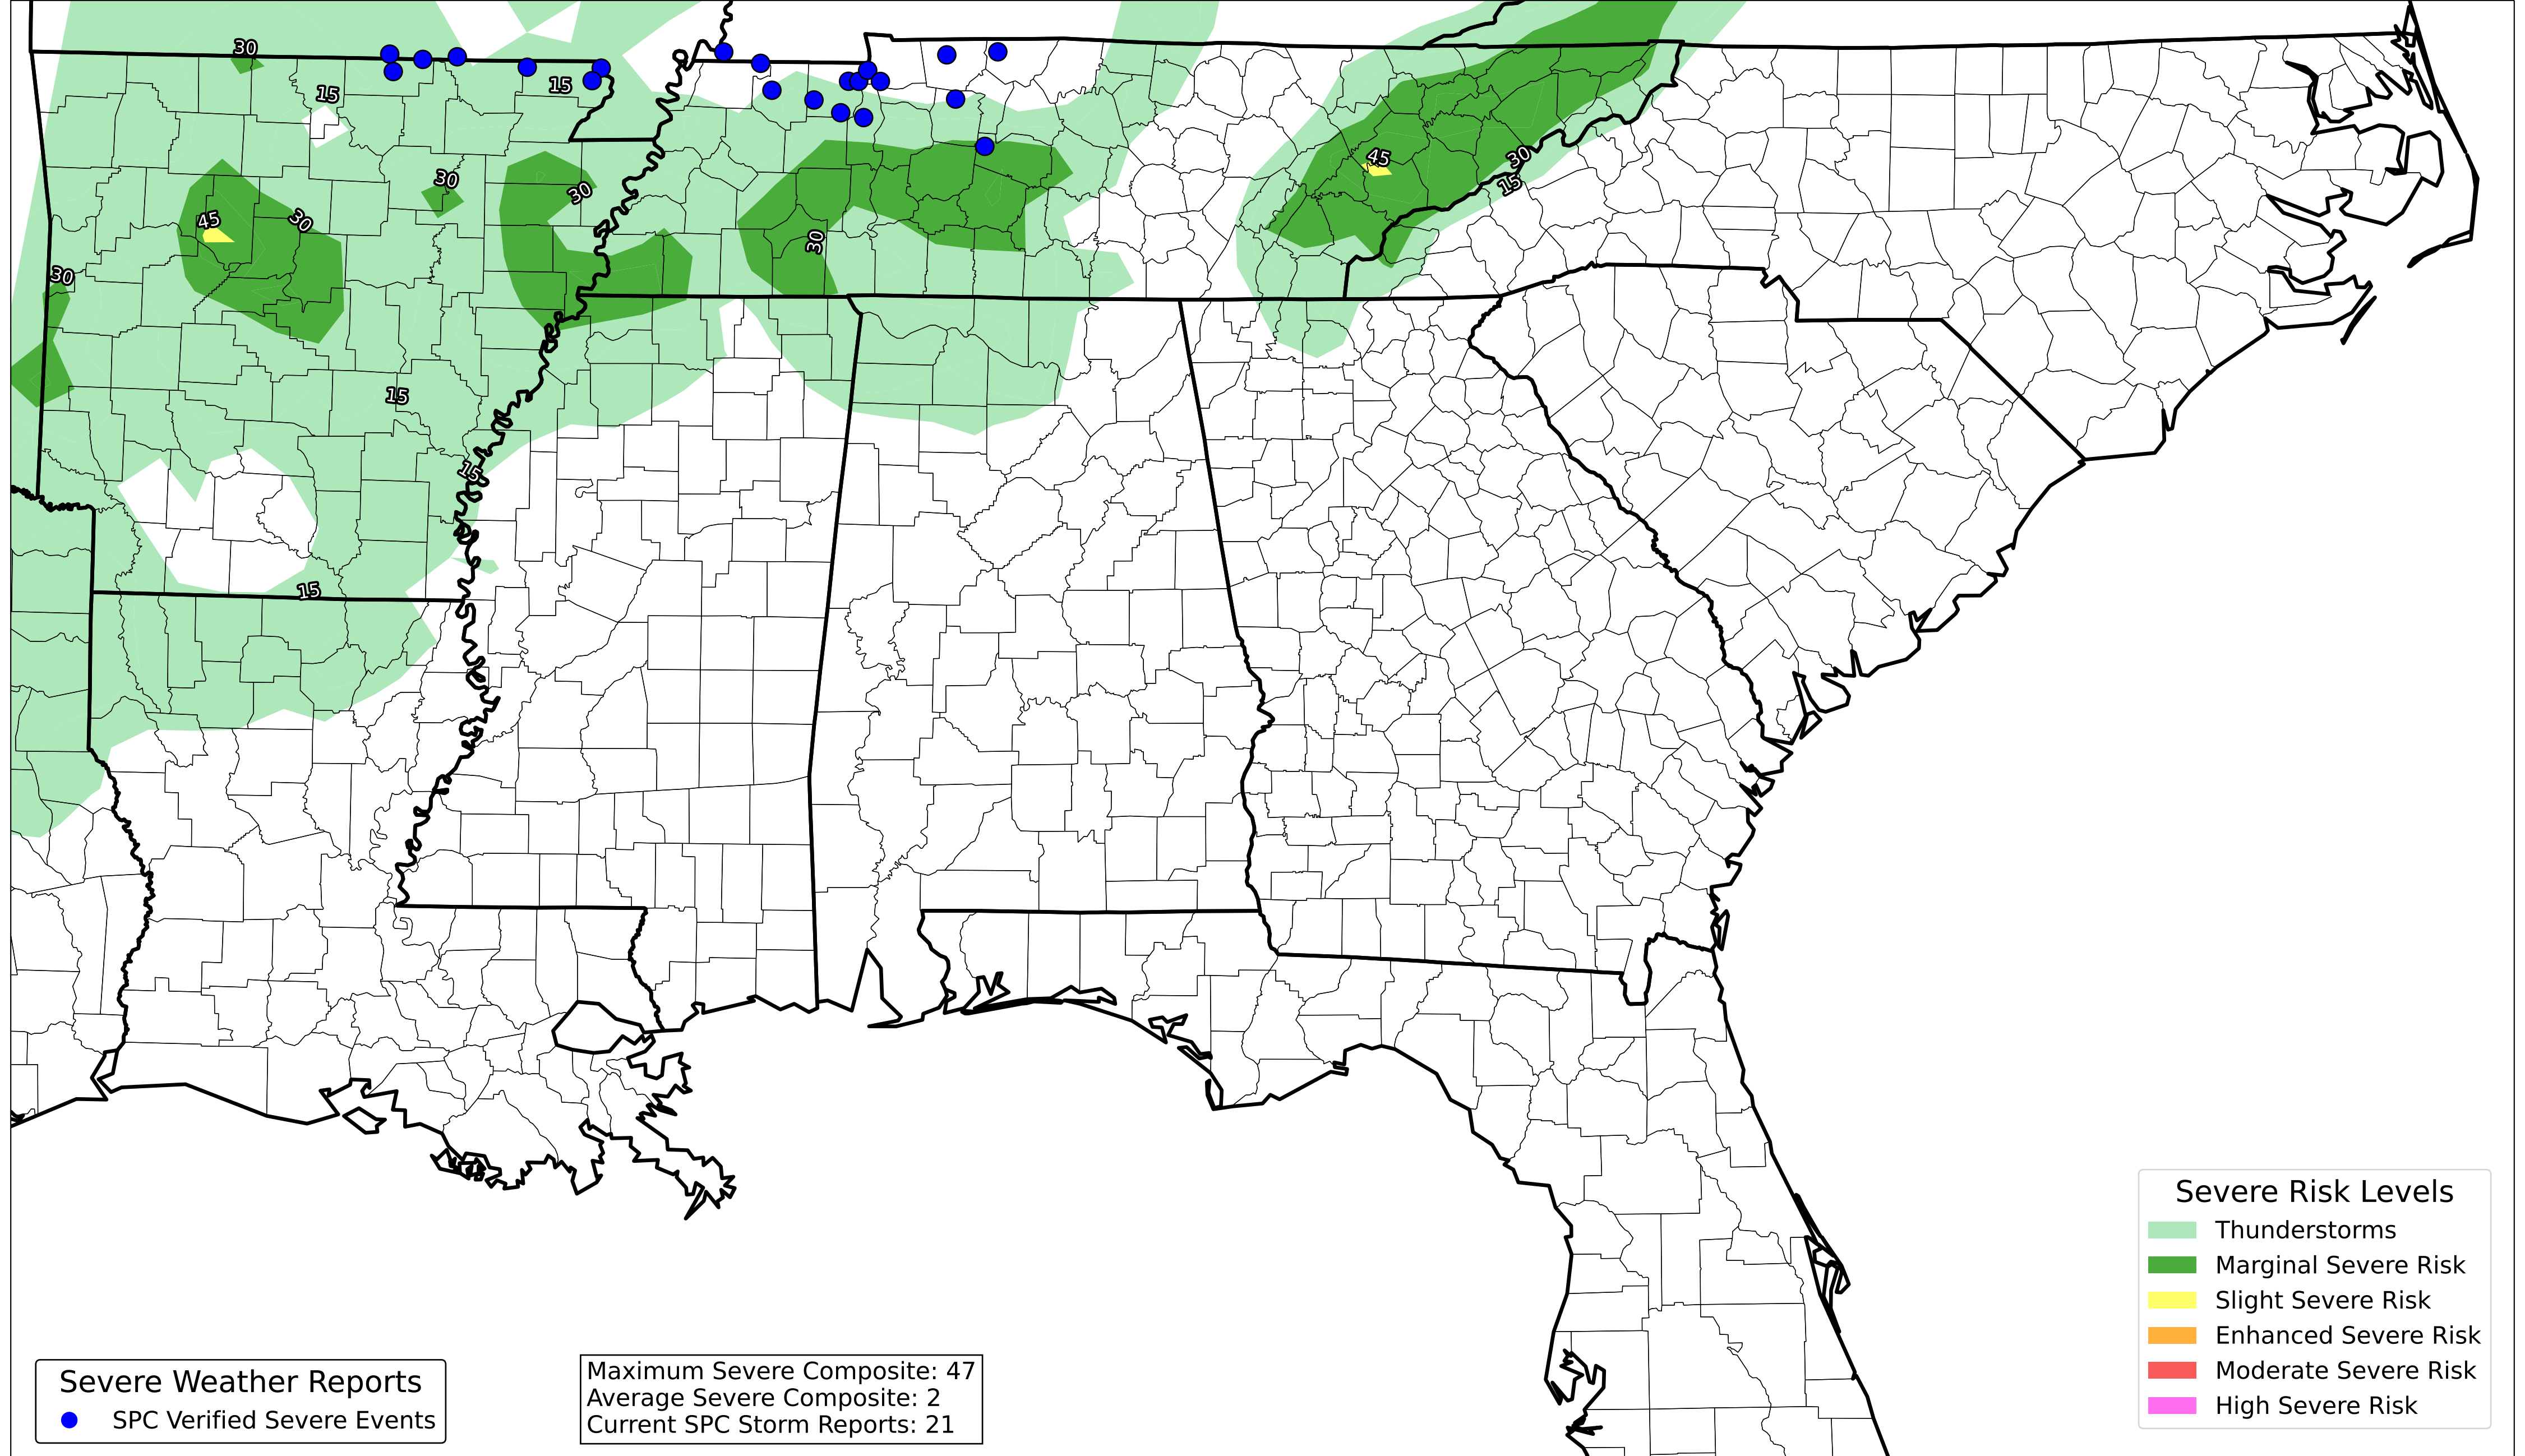 30
15
15
30
30
45
30
30
30
45
30
15
15
15
15
Severe Risk Levels
Thunderstorms
Marginal Severe Risk
Slight Severe Risk
Enhanced Severe Risk
Moderate Severe Risk
High Severe Risk
Severe Weather Reports
SPC Verified Severe Events
Maximum Severe Composite: 47
Average Severe Composite: 2
Current SPC Storm Reports: 21